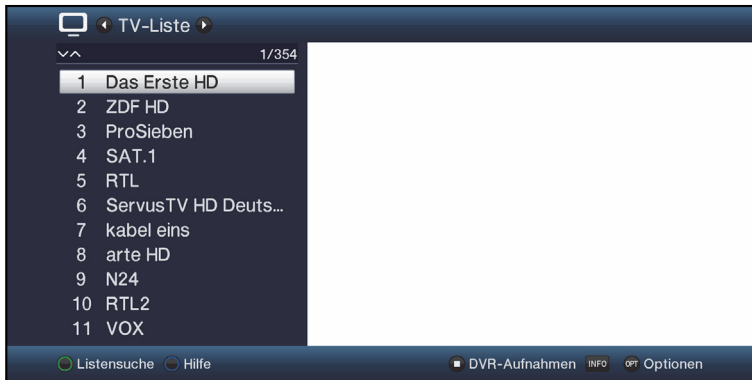 TV-Liste
1/354
1 Das Erste HD
2 ZDF HD
3 ProSieben
4 SAT.1
5 RTL
6 ServusTV HD Deuts...
7 kabel eins
8 arte HD
9 N24
10 RTL2
11 VOX
Listensuche Hilfe DVR-Aufnahmen INFO OPT Optionen